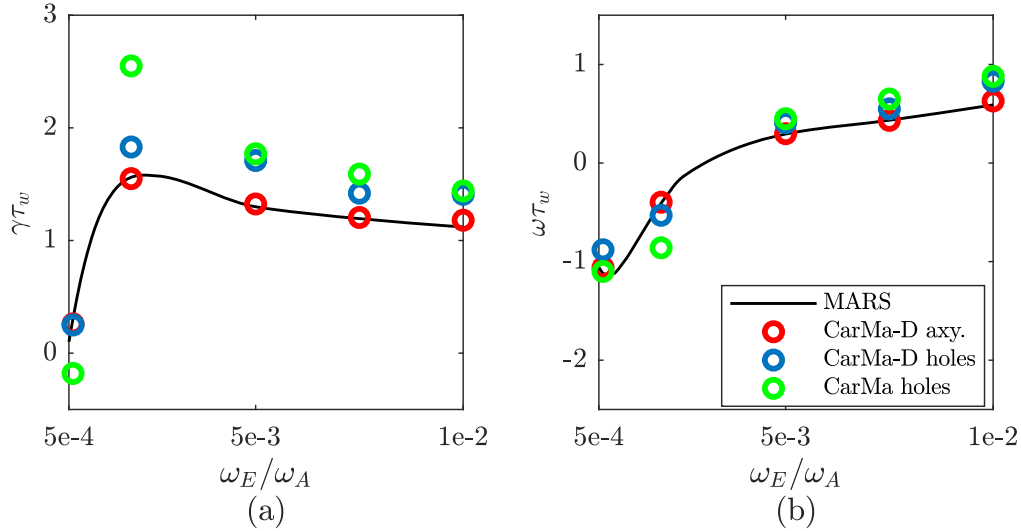 3
2
1
0
γτ_w
5e-4
5e-3
1e-2
ω_E/ω_A
(a)
1
0
-1
-2
ωτ_w
5e-4
5e-3
1e-2
ω_E/ω_A
(b)
MARS
CarMa-D axy.
CarMa-D holes
CarMa holes